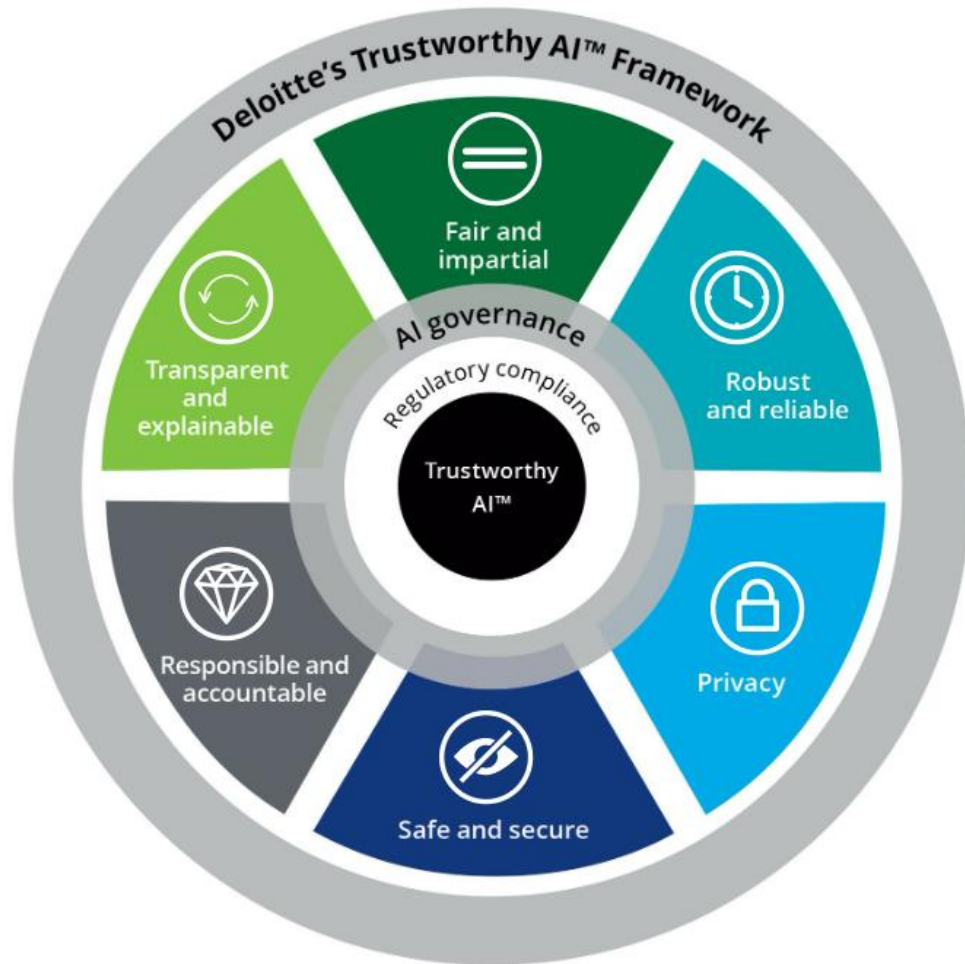 Deloitte's Trustworthy AI™ Framework
Fair and
impartial
Robust
and reliable
Privacy
Safe and secure
Responsible and
accountable
Transparent
and
explainable
AI governance
Regulatory compliance
Trustworthy
AI™